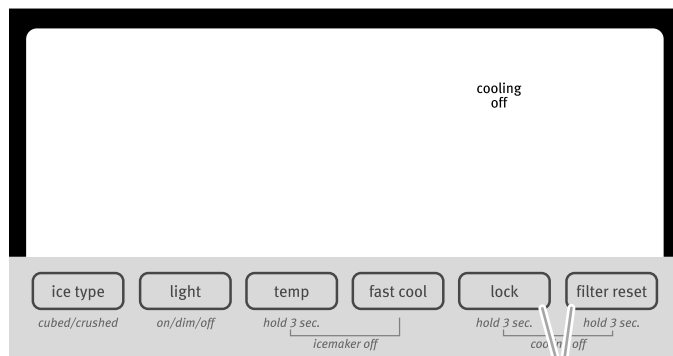 cooling
off
ice type
light
temp
fast cool
lock
filter reset
cubed/crushed
on/dim/off
hold 3 sec.
hold 3 sec.
hold 3 sec.
icemaker off
cooling off